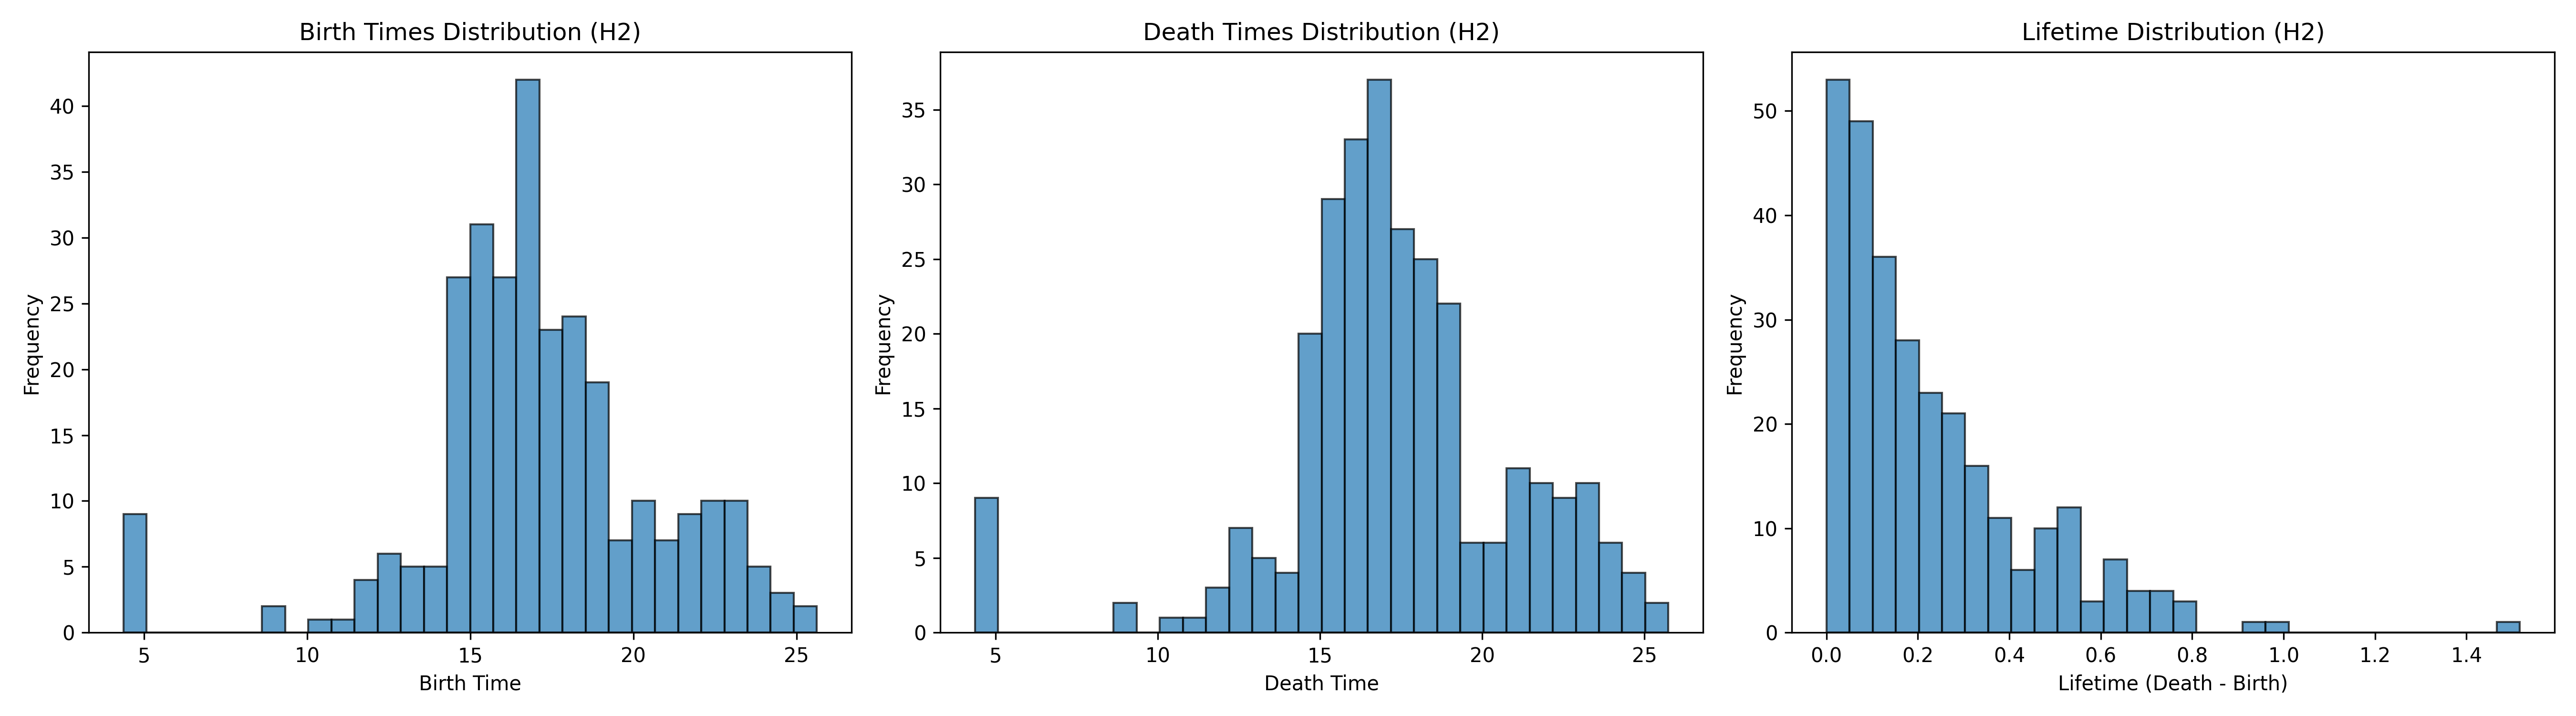 Birth Times Distribution (H2)
Frequency
40
35
30
25
20
15
10
5
0
5 10 15 20 25
Birth Time
Death Times Distribution (H2)
Frequency
35
30
25
20
15
10
5
0
5 10 15 20 25
Death Time
Lifetime Distribution (H2)
Frequency
50
40
30
20
10
0
0.0 0.2 0.4 0.6 0.8 1.0 1.2 1.4
Lifetime (Death - Birth)